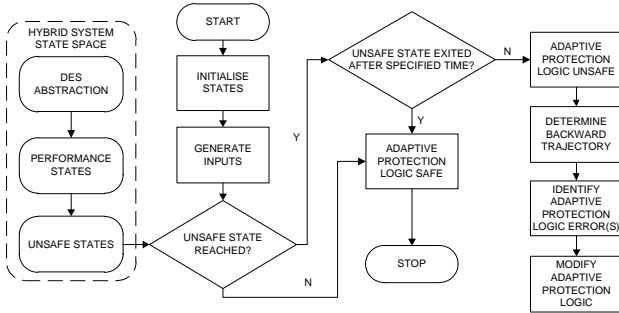 HYBRID SYSTEM
STATE SPACE
DES
ABSTRACTION
PERFORMANCE
STATES
UNSAFE STATES
START
INITIALISE
STATES
GENERATE
INPUTS
UNSAFE STATE
REACHED?
Y
N
UNSAFE STATE EXITED
AFTER SPECIFIED TIME?
N
Y
ADAPTIVE
PROTECTION
LOGIC SAFE
STOP
ADAPTIVE
PROTECTION
LOGIC UNSAFE
DETERMINE
BACKWARD
TRAJECTORY
IDENTIFY
ADAPTIVE
PROTECTION
LOGIC ERROR(S)
MODIFY
ADAPTIVE
PROTECTION
LOGIC